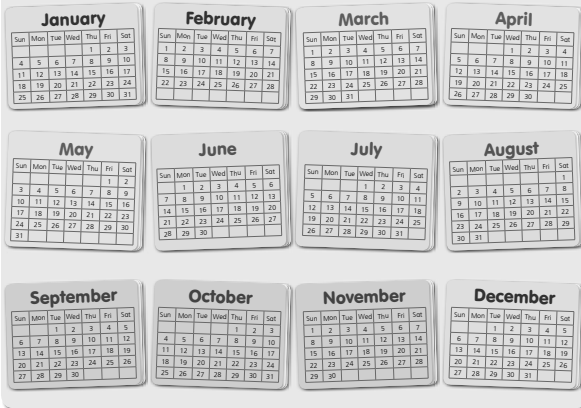 January
Sun Mon Tue Wed Thu Fri Sat
1 2 3
4 5 6 7 8 9 10
11 12 13 14 15 16 17
18 19 20 21 22 23 24
25 26 27 28 29 30 31
February
Sun Mon Tue Wed Thu Fri Sat
1 2 3 4 5 6 7
8 9 10 11 12 13 14
15 16 17 18 19 20 21
22 23 24 25 26 27 28
March
Sun Mon Tue Wed Thu Fri Sat
1 2 3 4 5 6 7
8 9 10 11 12 13 14
15 16 17 18 19 20 21
22 23 24 25 26 27 28
29 30 31
April
Sun Mon Tue Wed Thu Fri Sat
1 2 3 4
5 6 7 8 9 10 11
12 13 14 15 16 17 18
19 20 21 22 23 24 25
26 27 28 29 30
May
Sun Mon Tue Wed Thu Fri Sat
1 2
3 4 5 6 7 8 9
10 11 12 13 14 15 16
17 18 19 20 21 22 23
24 25 26 27 28 29 30
31
June
Sun Mon Tue Wed Thu Fri Sat
1 2 3 4 5 6
7 8 9 10 11 12 13
14 15 16 17 18 19 20
21 22 23 24 25 26 27
28 29 30
July
Sun Mon Tue Wed Thu Fri Sat
1 2 3 4
5 6 7 8 9 10 11
12 13 14 15 16 17 18
19 20 21 22 23 24 25
26 27 28 29 30 31
August
Sun Mon Tue Wed Thu Fri Sat
1
2 3 4 5 6 7 8
9 10 11 12 13 14 15
16 17 18 19 20 21 22
23 24 25 26 27 28 29
30 31
September
Sun Mon Tue Wed Thu Fri Sat
1 2 3 4 5
6 7 8 9 10 11 12
13 14 15 16 17 18 19
20 21 22 23 24 25 26
27 28 29 30
October
Sun Mon Tue Wed Thu Fri Sat
1 2 3
4 5 6 7 8 9 10
11 12 13 14 15 16 17
18 19 20 21 22 23 24
25 26 27 28 29 30 31
November
Sun Mon Tue Wed Thu Fri Sat
1 2 3 4 5 6 7
8 9 10 11 12 13 14
15 16 17 18 19 20 21
22 23 24 25 26 27 28
29 30
December
Sun Mon Tue Wed Thu Fri Sat
1 2 3 4 5
6 7 8 9 10 11 12
13 14 15 16 17 18 19
20 21 22 23 24 25 26
27 28 29 30 31